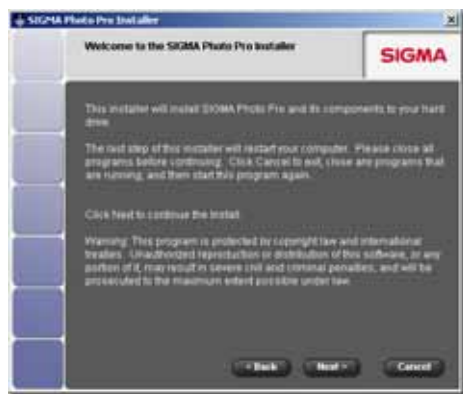 SIGMA Photo Pro Installer
Welcome to the SIGMA Photo Pro Installer
SIGMA
This installer will install SIGMA Photo Pro and its components to your hard
drive.
The last step of this installer will restart your computer. Please close all
programs before continuing. Click Cancel to exit, close any programs that
are running, and then start this program again.
Click Next to continue the install.
Warning: This program is protected by copyright law and international
treaties. Unauthorized reproduction or distribution of this software, or any
portion of it, may result in severe civil and criminal penalties, and will be
prosecuted to the maximum extent possible under law.
< Back Next > Cancel